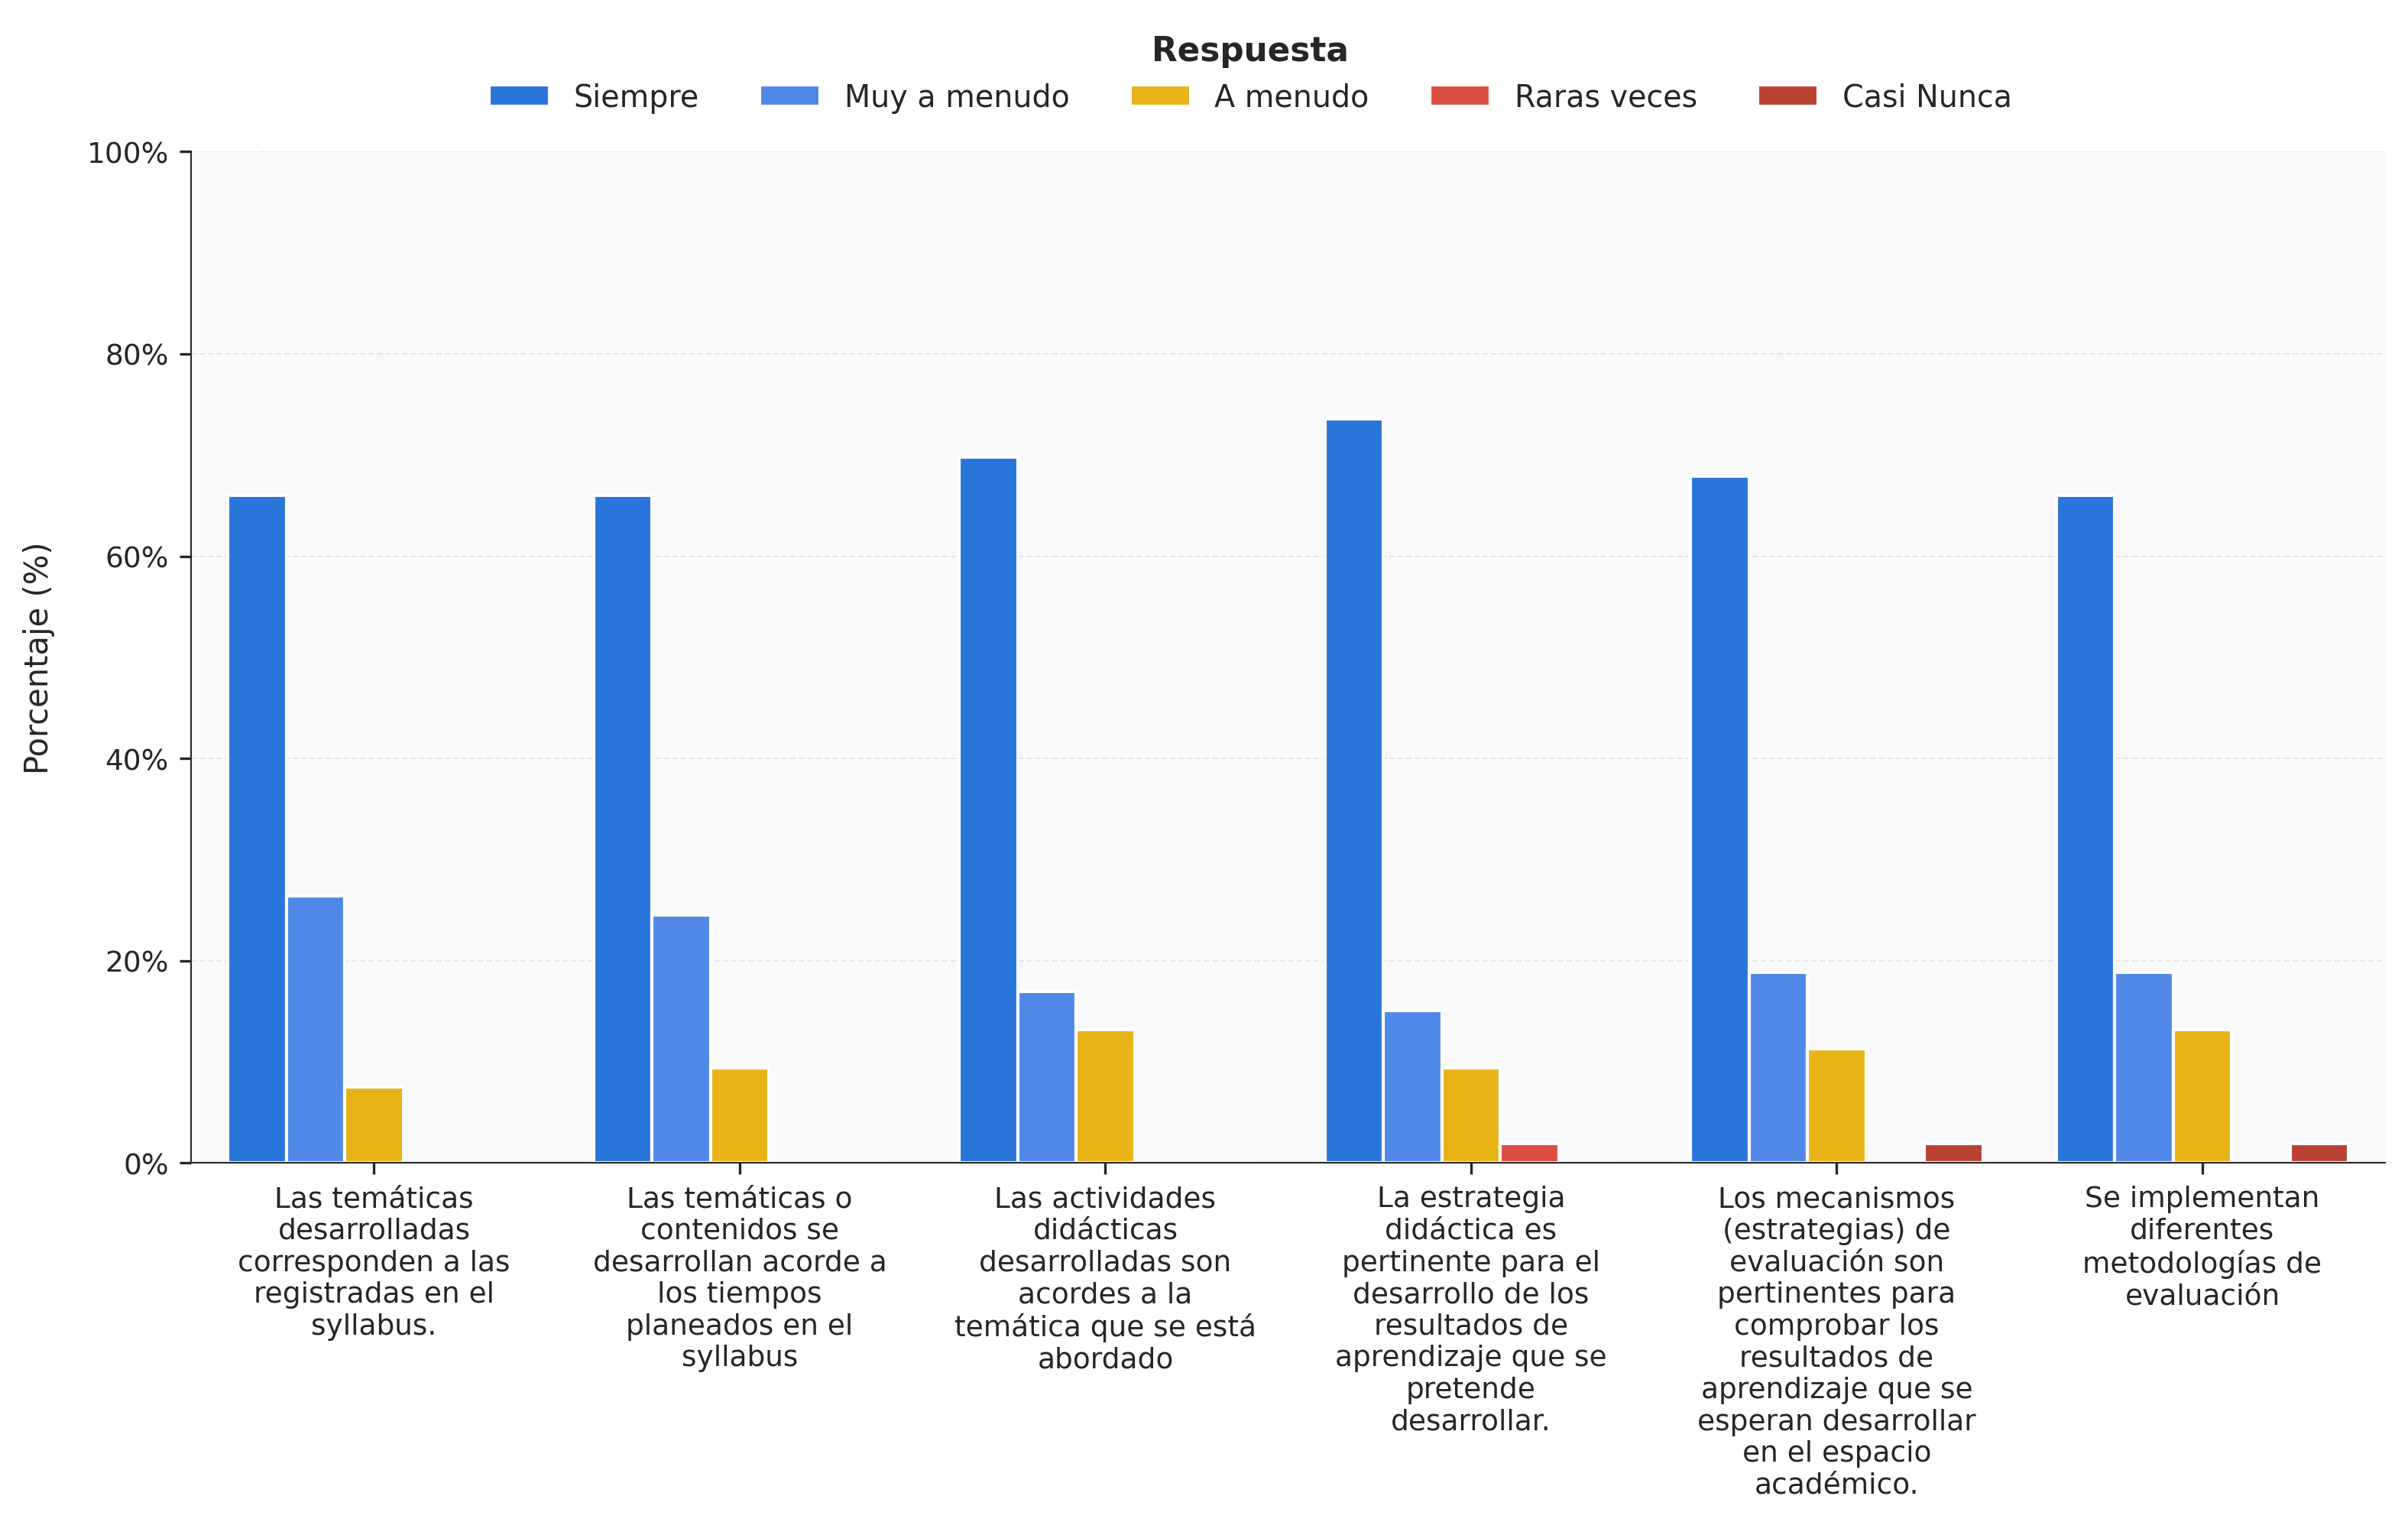 Respuesta
Siempre
Muy a menudo
A menudo
Raras veces
Casi Nunca
Porcentaje (%)
100%
80%
60%
40%
20%
0%
Las temáticas
desarrolladas
corresponden a las
registradas en el
syllabus.
Las temáticas o
contenidos se
desarrollan acorde a
los tiempos
planeados en el
syllabus
Las actividades
didácticas
desarrolladas son
acordes a la
temática que se está
abordado
La estrategia
didáctica es
pertinente para el
desarrollo de los
resultados de
aprendizaje que se
pretende
desarrollar.
Los mecanismos
(estrategias) de
evaluación son
pertinentes para
comprobar los
resultados de
aprendizaje que se
esperan desarrollar
en el espacio
académico.
Se implementan
diferentes
metodologías de
evaluación